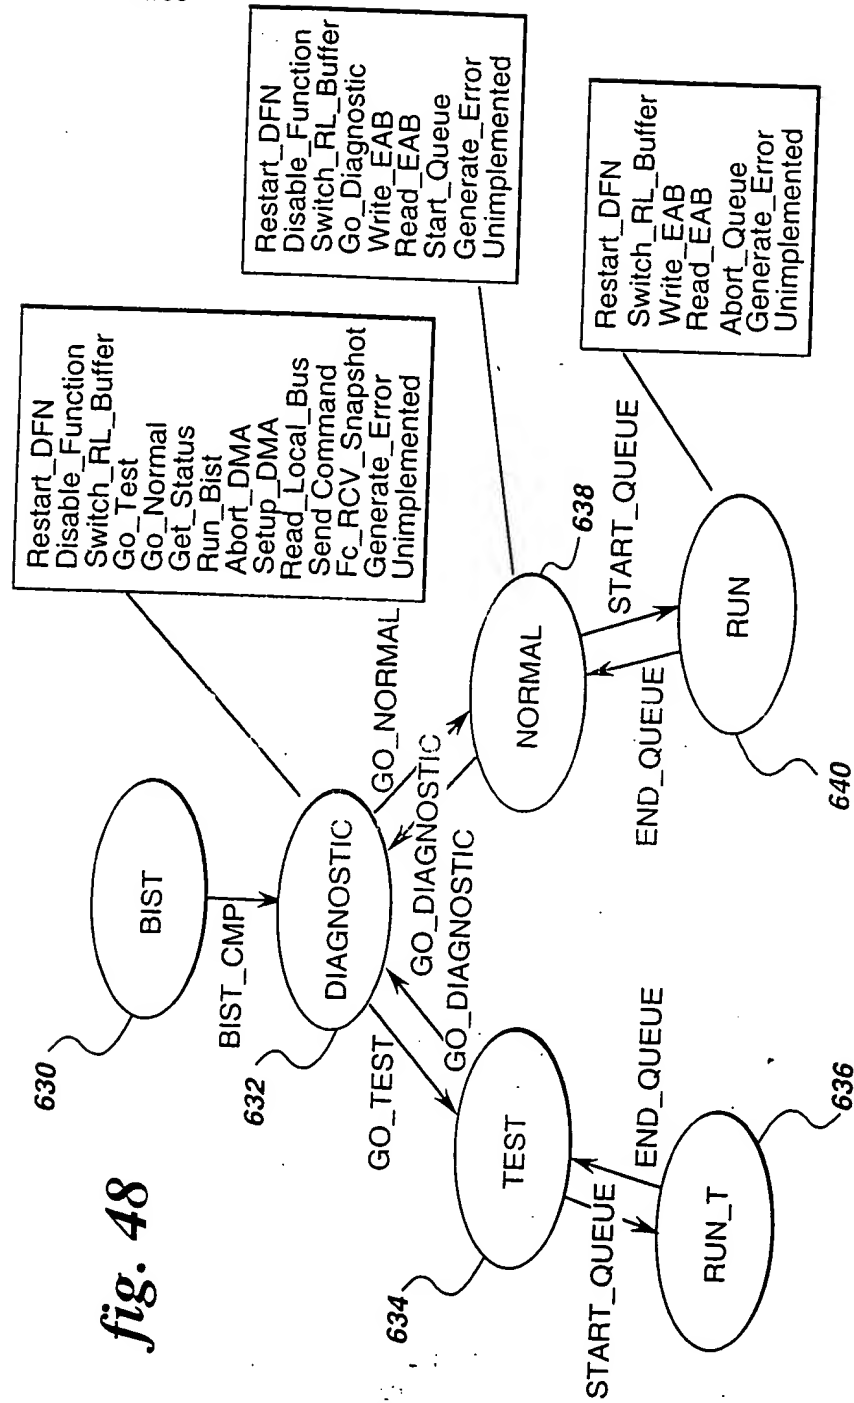 fig. 48
630
BIST
BIST_CMP
632
DIAGNOSTIC
Restart_DFN
Disable_Function
Switch_RL_Buffer
Go_Test
Go_Normal
Get_Status
Run_Bist
Abort_DMA
Setup_DMA
Read_Local_Bus
Send Command
Fc_RCV_Snapshot
Generate_Error
Unimplemented
GO_TEST
GO_DIAGNOSTIC
GO_DIAGNOSTIC
GO_NORMAL
634
TEST
START_QUEUE
END_QUEUE
RUN_T
636
NORMAL
638
Restart_DFN
Disable_Function
Switch_RL_Buffer
Go_Diagnostic
Write_EAB
Read_EAB
Start_Queue
Generate_Error
Unimplemented
END_QUEUE
START_QUEUE
RUN
640
Restart_DFN
Switch_RL_Buffer
Write_EAB
Read_EAB
Abort_Queue
Generate_Error
Unimplemented